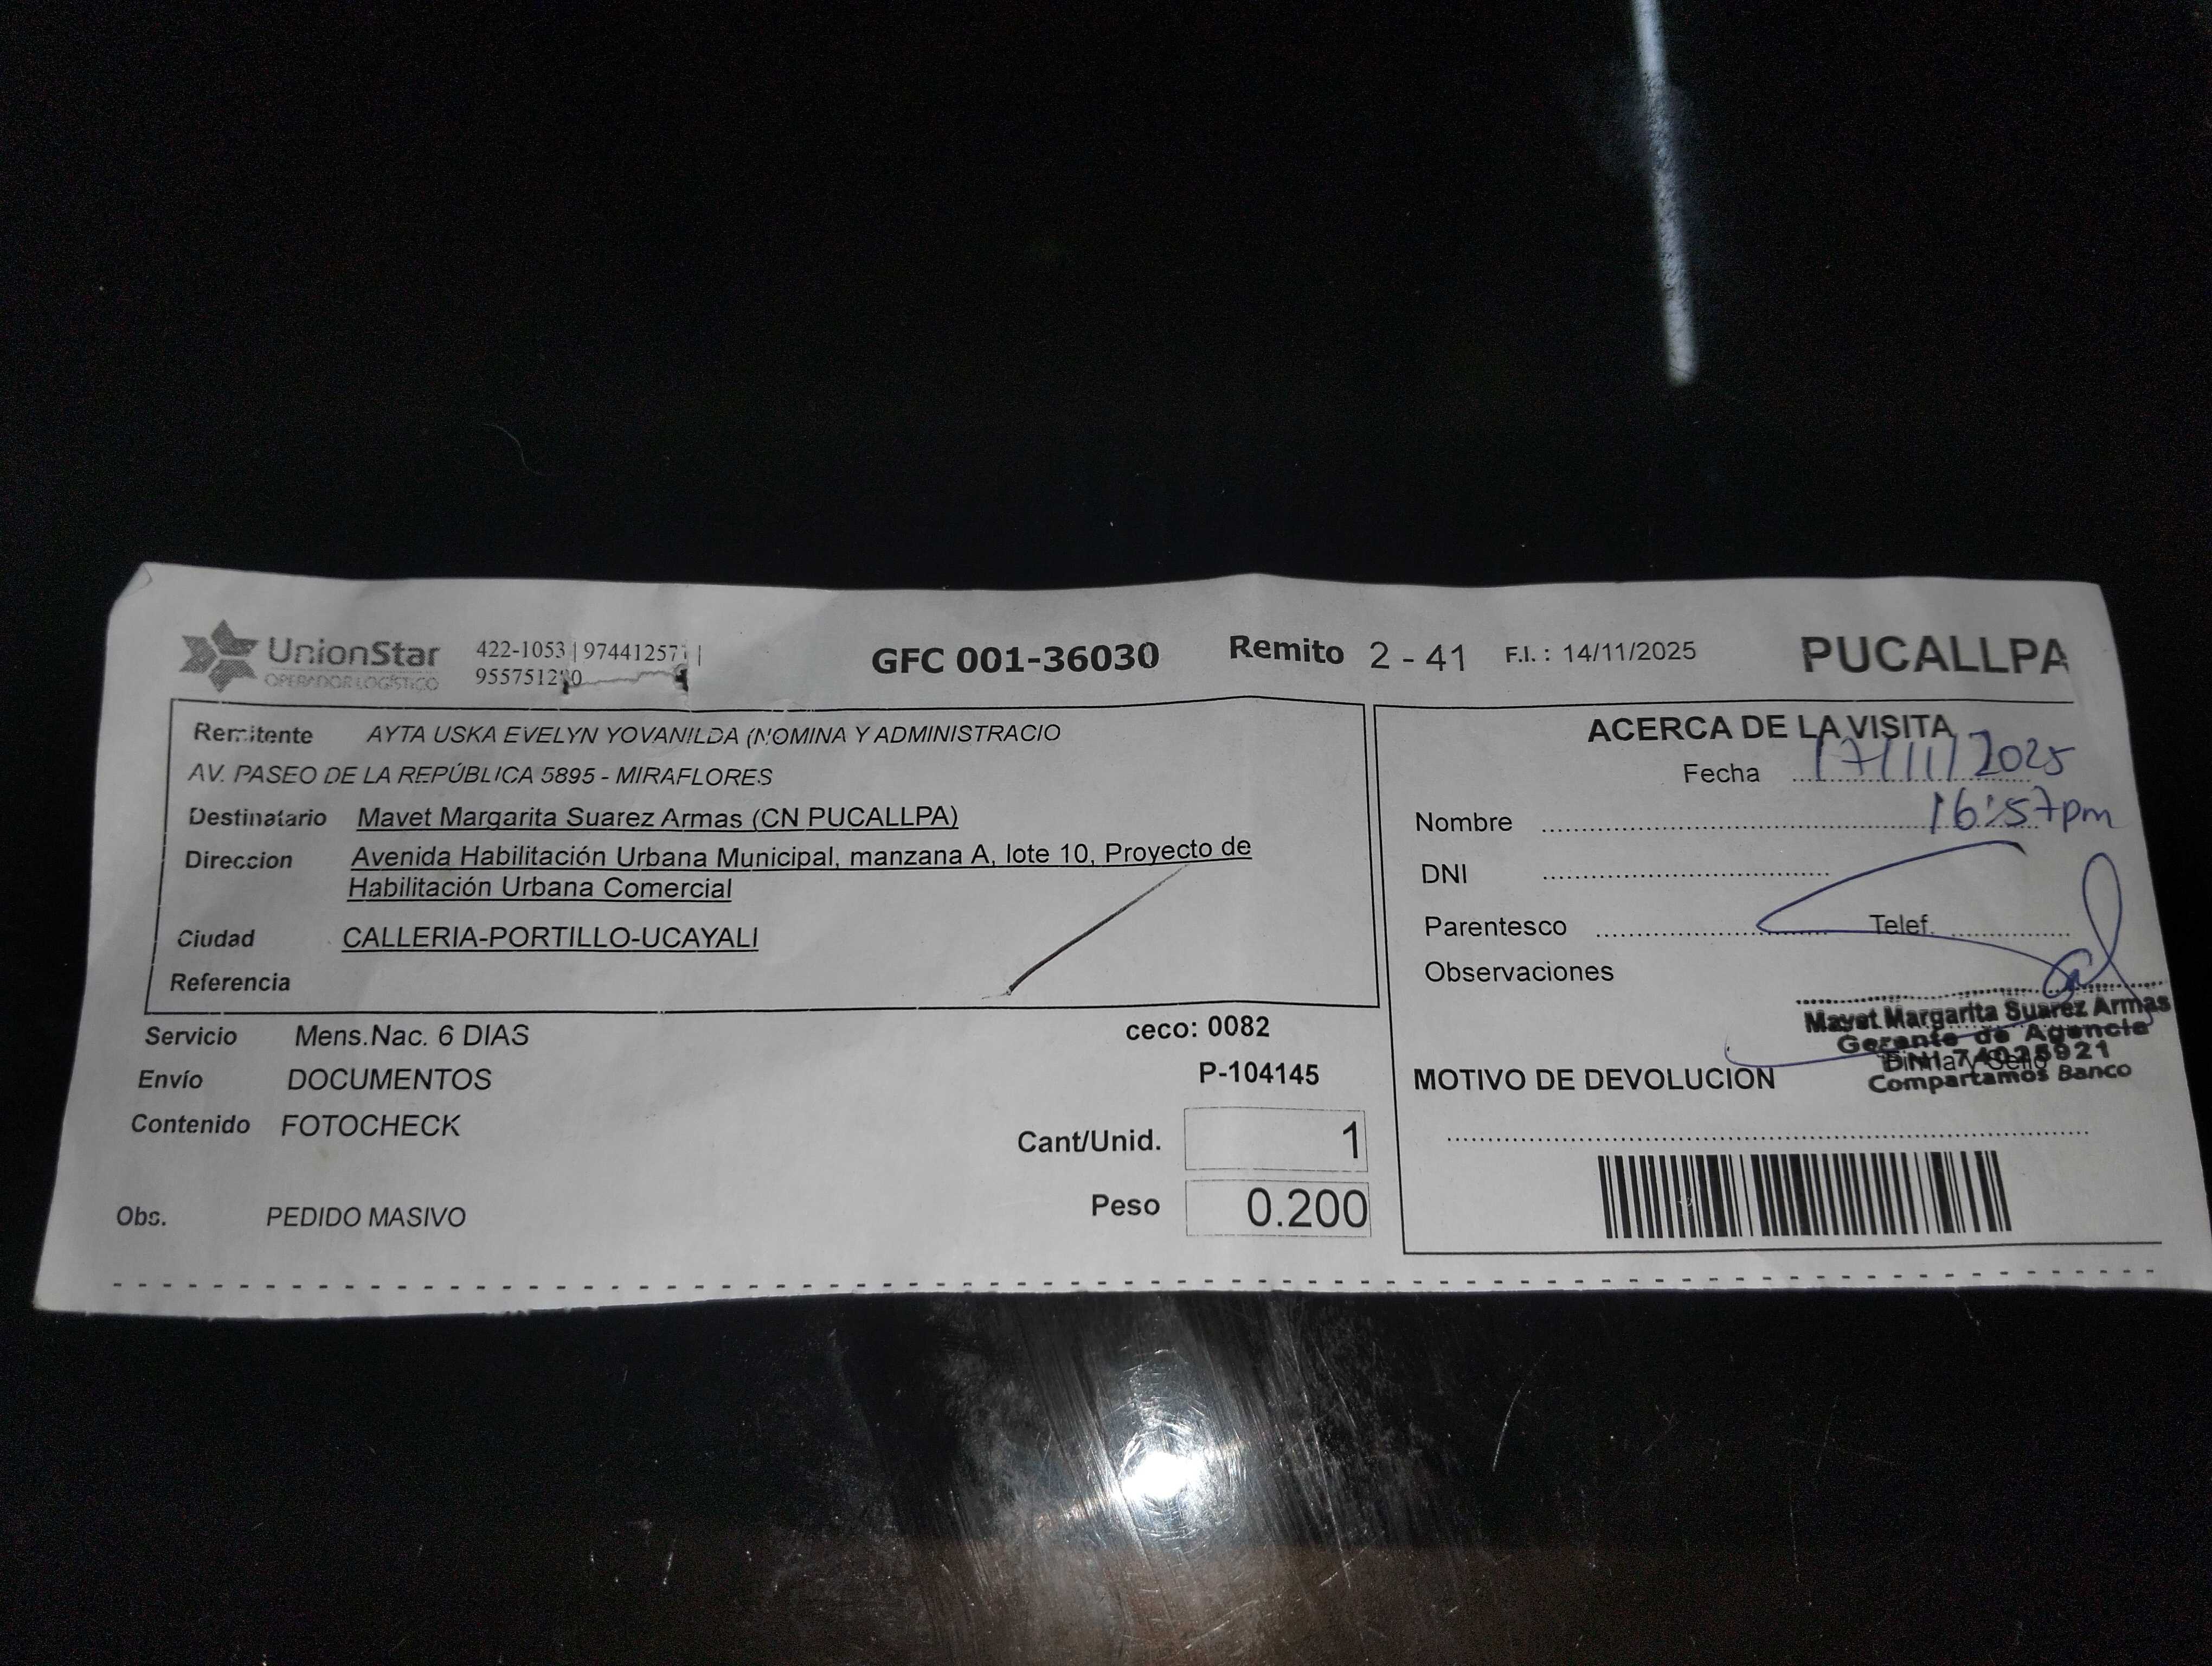 UnionStar
OPERADOR LOGÍSTICO
422-1053 | 974412571 |
955751280
GFC 001-36030
Remito 2 - 41
F.I. : 14/11/2025
PUCALLPA
Remitente AYTA USKA EVELYN YOVANILDA (NOMINA Y ADMINISTRACIO
AV. PASEO DE LA REPÚBLICA 5895 - MIRAFLORES
Destinatario Mavet Margarita Suarez Armas (CN PUCALLPA)
Direccion Avenida Habilitación Urbana Municipal, manzana A, lote 10, Proyecto de
Habilitación Urbana Comercial
Ciudad CALLERIA-PORTILLO-UCAYALI
Referencia
Servicio Mens.Nac. 6 DIAS
ceco: 0082
Envío DOCUMENTOS
P-104145
Contenido FOTOCHECK
Cant/Unid. 1
Peso 0.200
Obs. PEDIDO MASIVO
ACERCA DE LA VISITA
Fecha 17/11/2025
16:57pm
Nombre
DNI
Parentesco Telef.
Observaciones
Mavet Margarita Suarez Armas
Gerente de Agencia
DNI 74025921
Compartamos Banco
MOTIVO DE DEVOLUCION